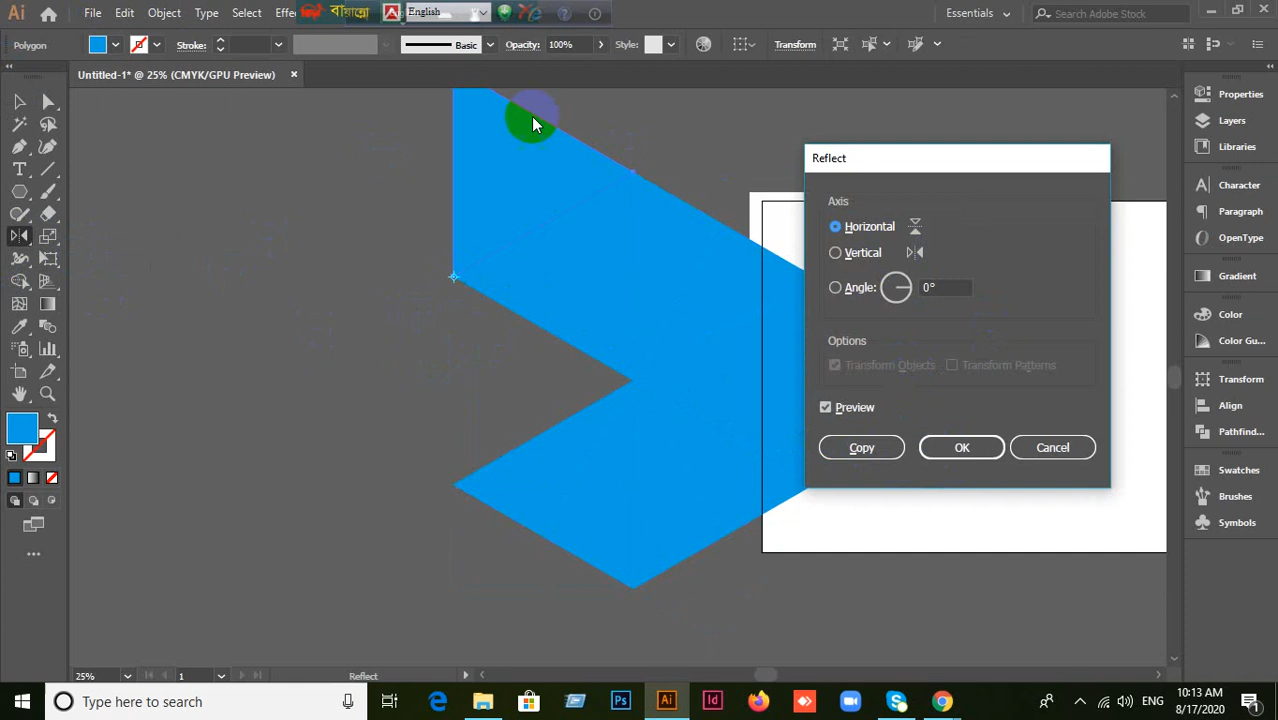 Ai File Edit Object Type Select Effe বায়ান্নো English Essentials Search Adobe Stock
Polygon Stroke: Basic Opacity: 100% Style: Transform
Untitled-1* @ 25% (CMYK/GPU Preview)
Properties
Layers
Libraries
Character
Paragraph
OpenType
Gradient
Color
Color Gu...
Transform
Align
Pathfind...
Swatches
Brushes
Symbols
Reflect
Axis
Horizontal
Vertical
Angle: 0°
Options
Transform Objects Transform Patterns
Preview
Copy OK Cancel
25% 1 Reflect
Type here to search Ps Ai Id ENG 10:13 AM
8/17/2020